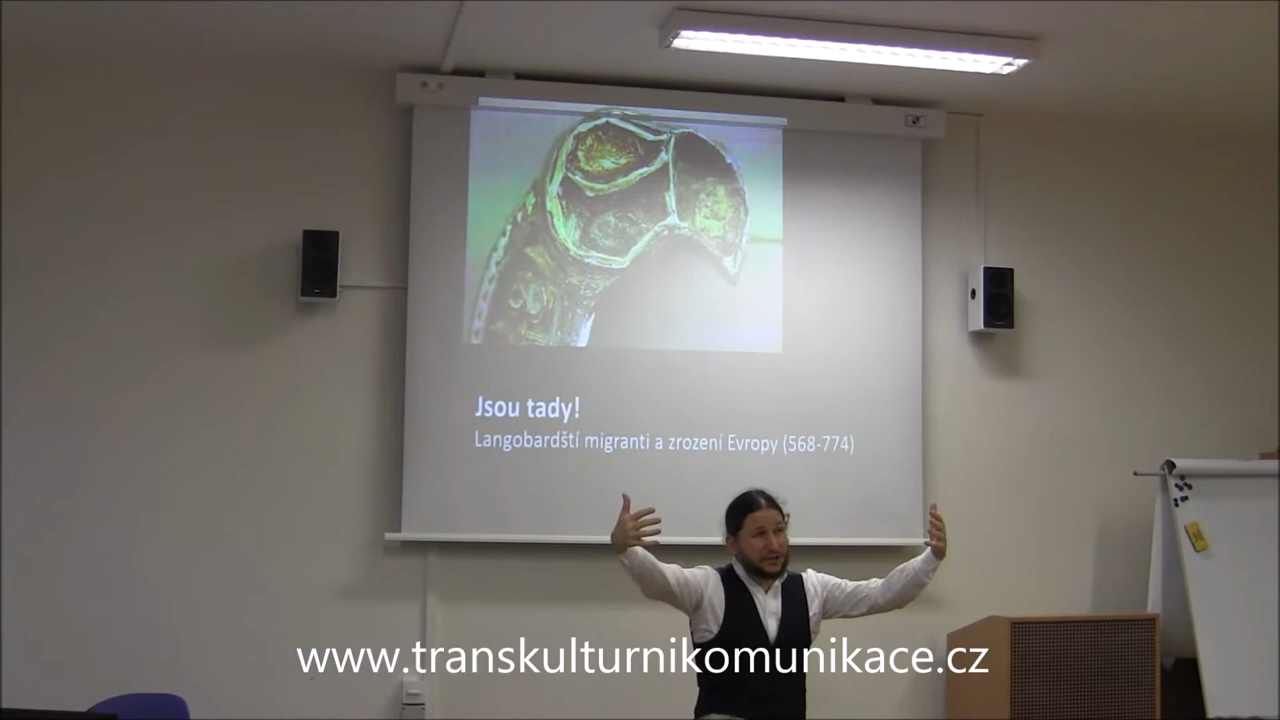 Jsou tady!
Langobardští migranti a zrození Evropy (568-774)
www.transkulturnikomunikace.cz